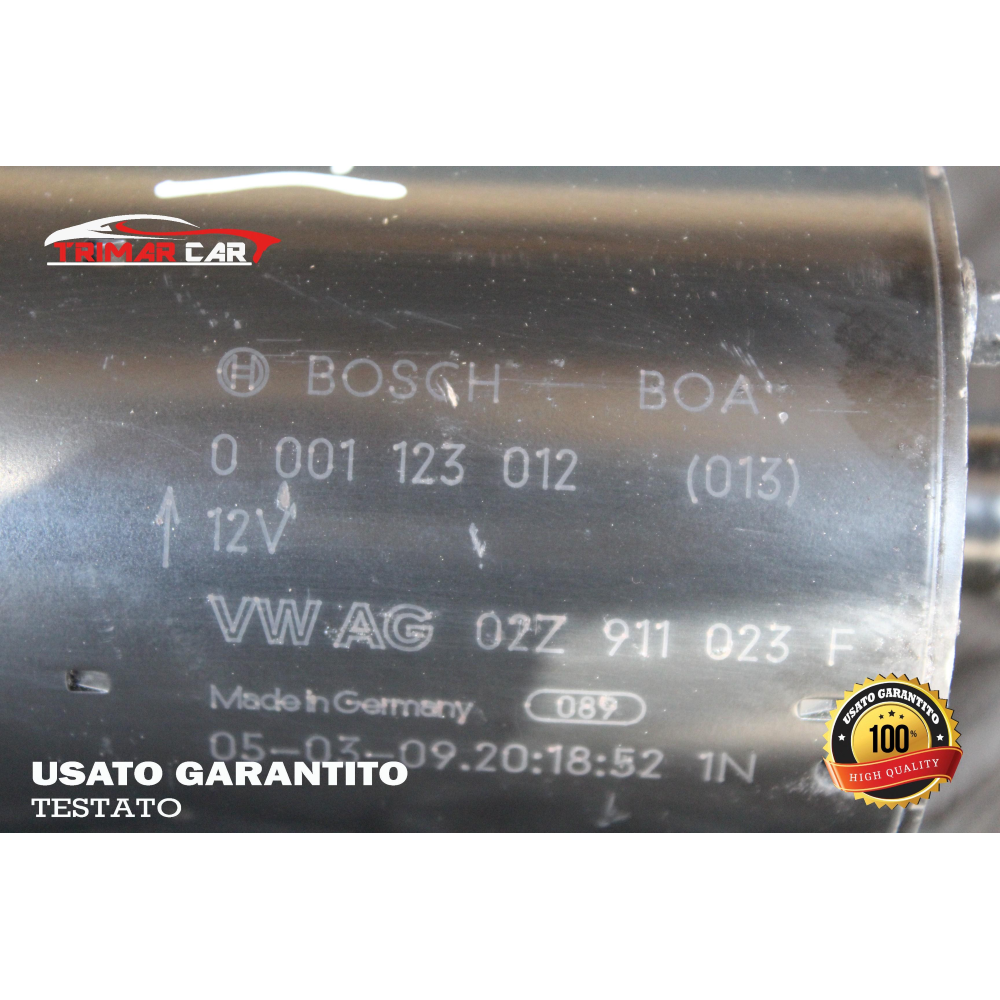 TRIMAR CAR
BOSCH BOA
0 001 123 012 (013)
12V
VW AG 02Z 911 023 F
Made in Germany 089
05-03-09.20:18:52 1N
USATO GARANTITO
100%
HIGH QUALITY
USATO GARANTITO
TESTATO